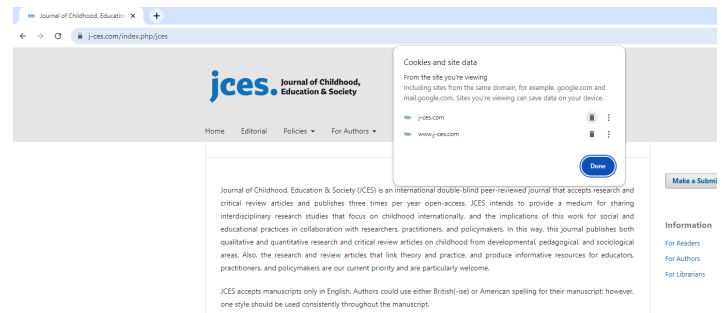 Journal of Childhood, Education
j-ces.com/index.php/jces
jces.
Journal of Childhood,
Education & Society
Home Editorial Policies For Authors
Cookies and site data
From the site you're viewing
Including sites from the same domain, for example, google.com and
mail.google.com. Sites you're viewing can save data on your device.
j-ces.com
www.j-ces.com
Done
Make a Submi
Journal of Childhood, Education & Society (JCES) is an international double-blind peer-reviewed journal that accepts research and
critical review articles and publishes three times per year open-access. JCES intends to provide a medium for sharing
interdisciplinary research studies that focus on childhood internationally, and the implications of this work for social and
educational practices in collaboration with researchers, practitioners, and policymakers. In this way, this journal publishes both
qualitative and quantitative research and critical review articles on childhood from developmental, pedagogical, and sociological
areas. Also, the research and review articles that link theory and practice, and produce informative resources for educators,
practitioners, and policymakers are our current priority and are particularly welcome.
JCES accepts manuscripts only in English. Authors could use either British(-ise) or American spelling for their manuscript; however,
one style should be used consistently throughout the manuscript.
Information
For Readers
For Authors
For Librarians